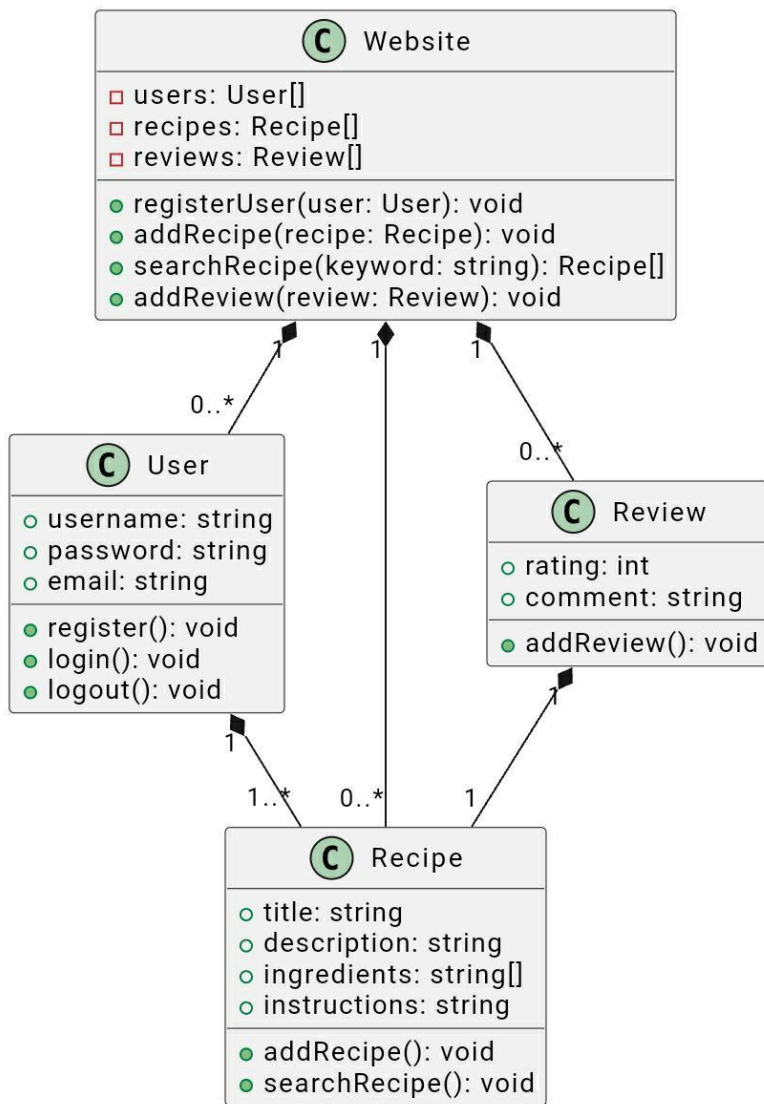 C Website
users: User[]
recipes: Recipe[]
reviews: Review[]
registerUser(user: User): void
addRecipe(recipe: Recipe): void
searchRecipe(keyword: string): Recipe[]
addReview(review: Review): void
1 1 1
0..*
0..*
C User
username: string
password: string
email: string
register(): void
login(): void
logout(): void
C Review
rating: int
comment: string
addReview(): void
1
1
1..* 0..* 1
C Recipe
title: string
description: string
ingredients: string[]
instructions: string
addRecipe(): void
searchRecipe(): void